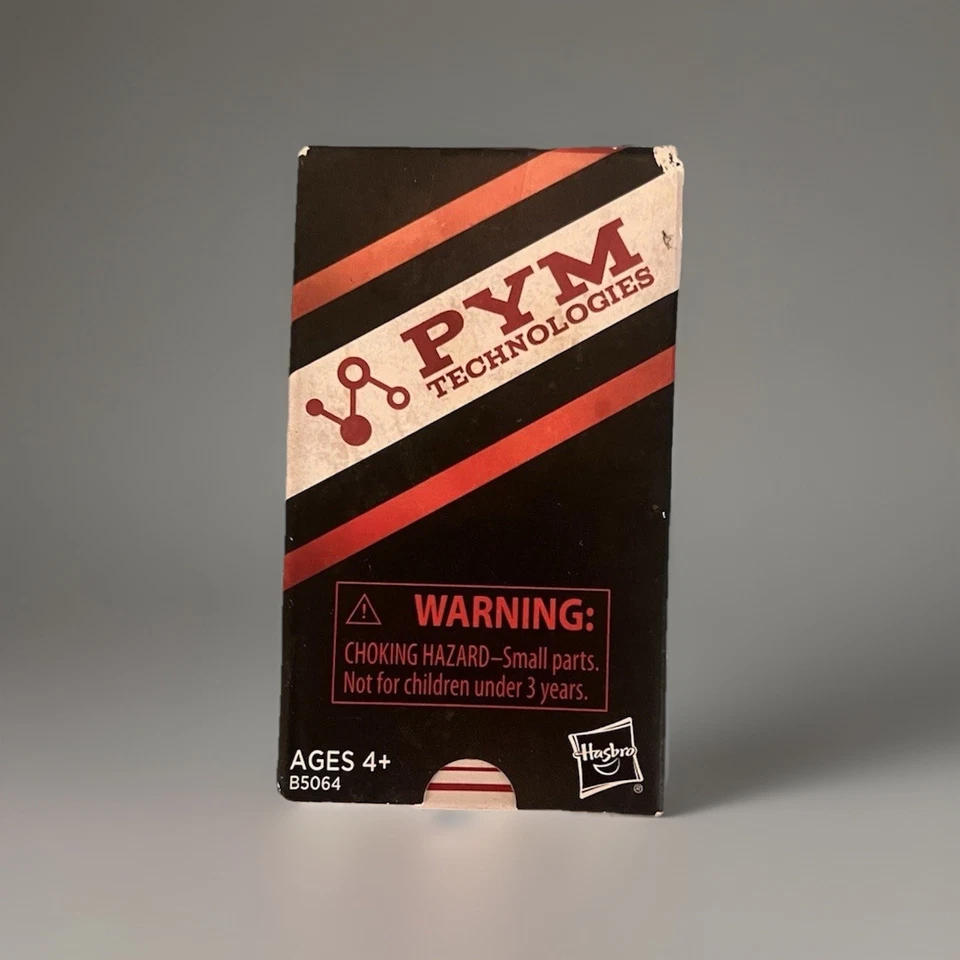 PYM
TECHNOLOGIES
WARNING:
CHOKING HAZARD–Small parts.
Not for children under 3 years.
AGES 4+
B5064
Hasbro
®